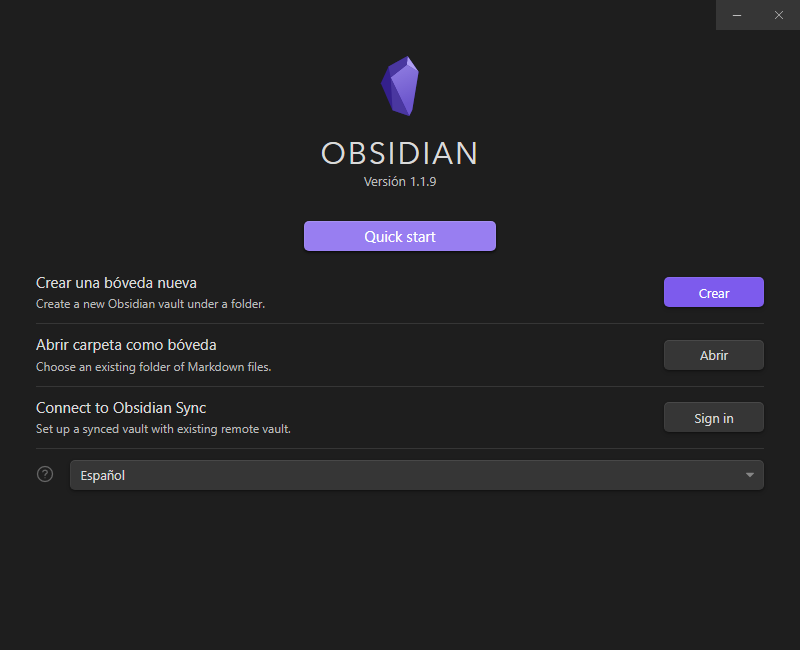 OBSIDIAN
Versión 1.1.9
Quick start
Crear una bóveda nueva
Create a new Obsidian vault under a folder.
Crear
Abrir carpeta como bóveda
Choose an existing folder of Markdown files.
Abrir
Connect to Obsidian Sync
Set up a synced vault with existing remote vault.
Sign in
?
Español